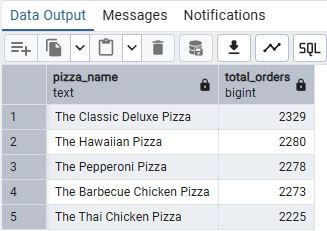 Data Output Messages Notifications
SQL
pizza_name total_orders
text bigint
1 The Classic Deluxe Pizza 2329
2 The Hawaiian Pizza 2280
3 The Pepperoni Pizza 2278
4 The Barbecue Chicken Pizza 2273
5 The Thai Chicken Pizza 2225